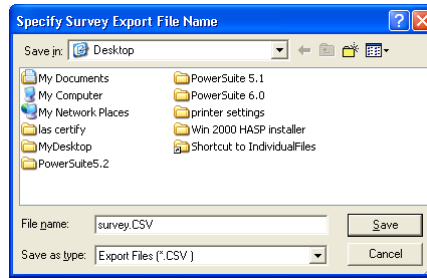 Specify Survey Export File Name
Save in: Desktop
My Documents
My Computer
My Network Places
las certify
MyDesktop
PowerSuite5.2
PowerSuite 5.1
PowerSuite 6.0
printer settings
Win 2000 HASP installer
Shortcut to IndividualFiles
File name: survey.CSV Save
Save as type: Export Files (*.CSV ) Cancel